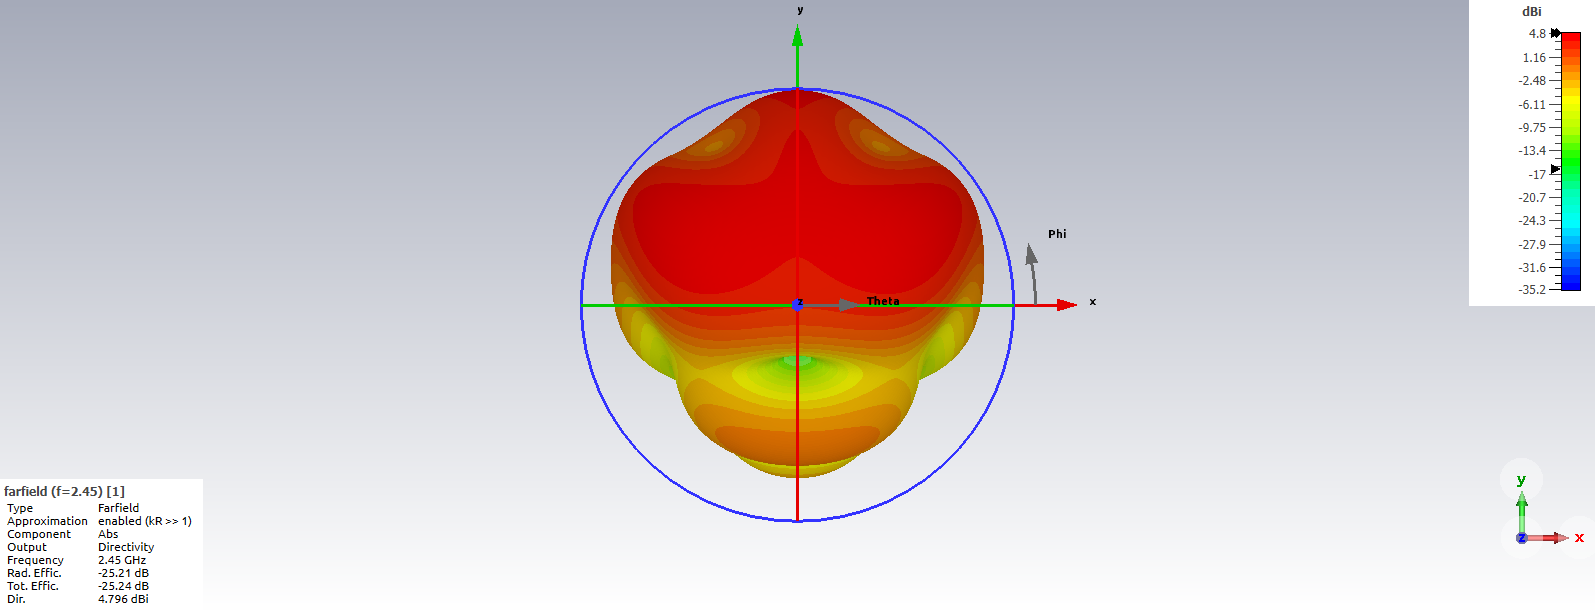 y
dBi
4.8
1.16
-2.48
-6.11
-9.75
-13.4
-17
-20.7
-24.3
-27.9
-31.6
-35.2
Phi
z
Theta
x
farfield (f=2.45) [1]
Type Farfield
Approximation enabled (kR >> 1)
Component Abs
Output Directivity
Frequency 2.45 GHz
Rad. Effic. -25.21 dB
Tot. Effic. -25.24 dB
Dir. 4.796 dBi
y
z x